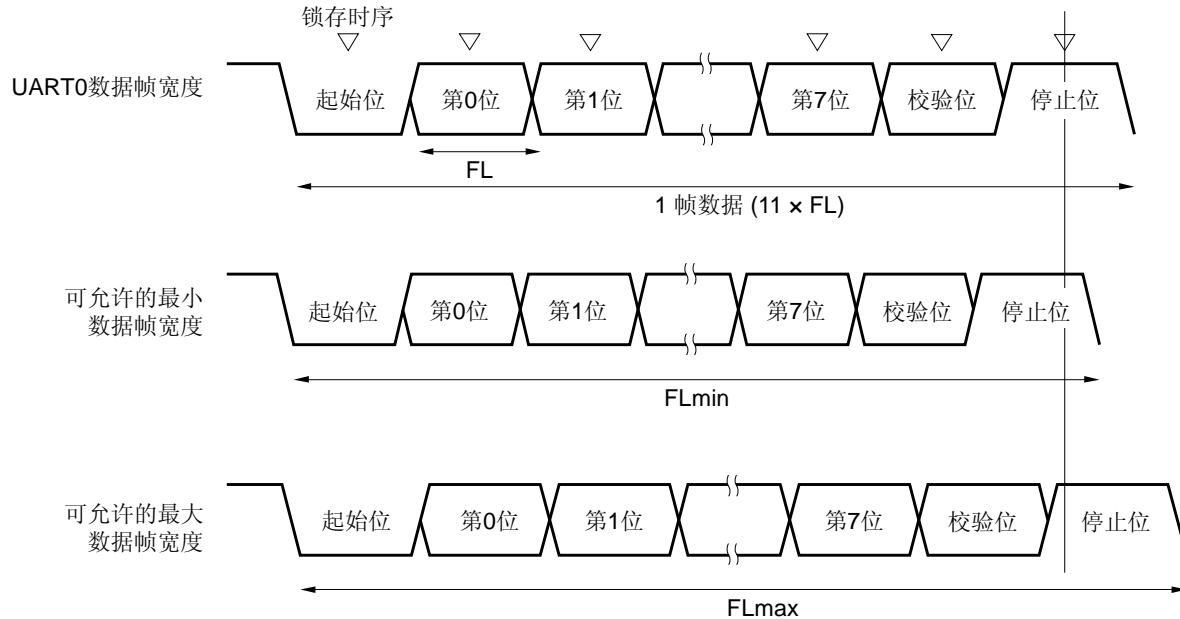 锁存时序
UART0数据帧宽度
起始位 第0位 第1位 第7位 校验位 停止位
FL
1 帧数据 (11 × FL)
可允许的最小
数据帧宽度
起始位 第0位 第1位 第7位 校验位 停止位
FLmin
可允许的最大
数据帧宽度
起始位 第0位 第1位 第7位 校验位 停止位
FLmax